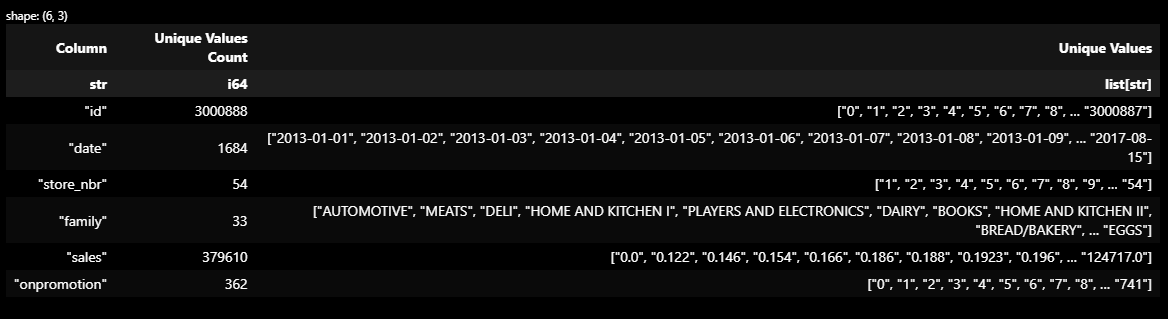 shape: (6, 3)
Column Unique Values Count Unique Values
str i64 list[str]
"id" 3000888 ["0", "1", "2", "3", "4", "5", "6", "7", "8", ... "3000887"]
"date" 1684 ["2013-01-01", "2013-01-02", "2013-01-03", "2013-01-04", "2013-01-05", "2013-01-06", "2013-01-07", "2013-01-08", "2013-01-09", ... "2017-08-
15"]
"store_nbr" 54 ["1", "2", "3", "4", "5", "6", "7", "8", "9", ... "54"]
"family" 33 ["AUTOMOTIVE", "MEATS", "DELI", "HOME AND KITCHEN I", "PLAYERS AND ELECTRONICS", "DAIRY", "BOOKS", "HOME AND KITCHEN II",
"BREAD/BAKERY", ... "EGGS"]
"sales" 379610 ["0.0", "0.122", "0.146", "0.154", "0.166", "0.186", "0.188", "0.1923", "0.196", ... "124717.0"]
"onpromotion" 362 ["0", "1", "2", "3", "4", "5", "6", "7", "8", ... "741"]